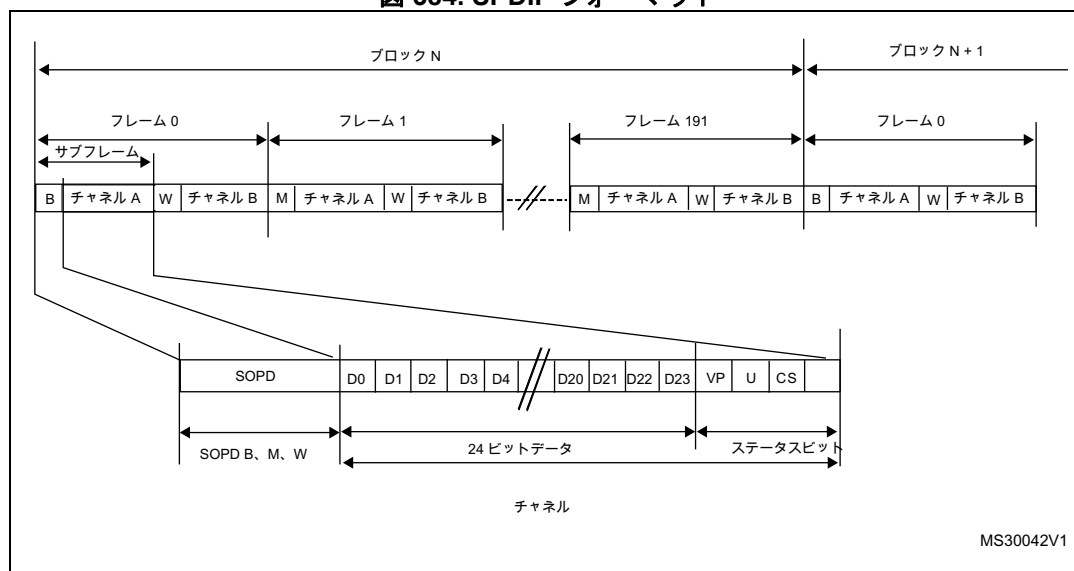 ブロック N
ブロック N + 1
フレーム 0
フレーム 1
フレーム 191
フレーム 0
サブフレーム
B チャネル A W チャネル B M チャネル A W チャネル B M チャネル A W チャネル B B チャネル A W チャネル B
SOPD D0 D1 D2 D3 D4 D20 D21 D22 D23 VP U CS
SOPD B、M、W
24 ビットデータ
ステータスビット
チャネル
MS30042V1